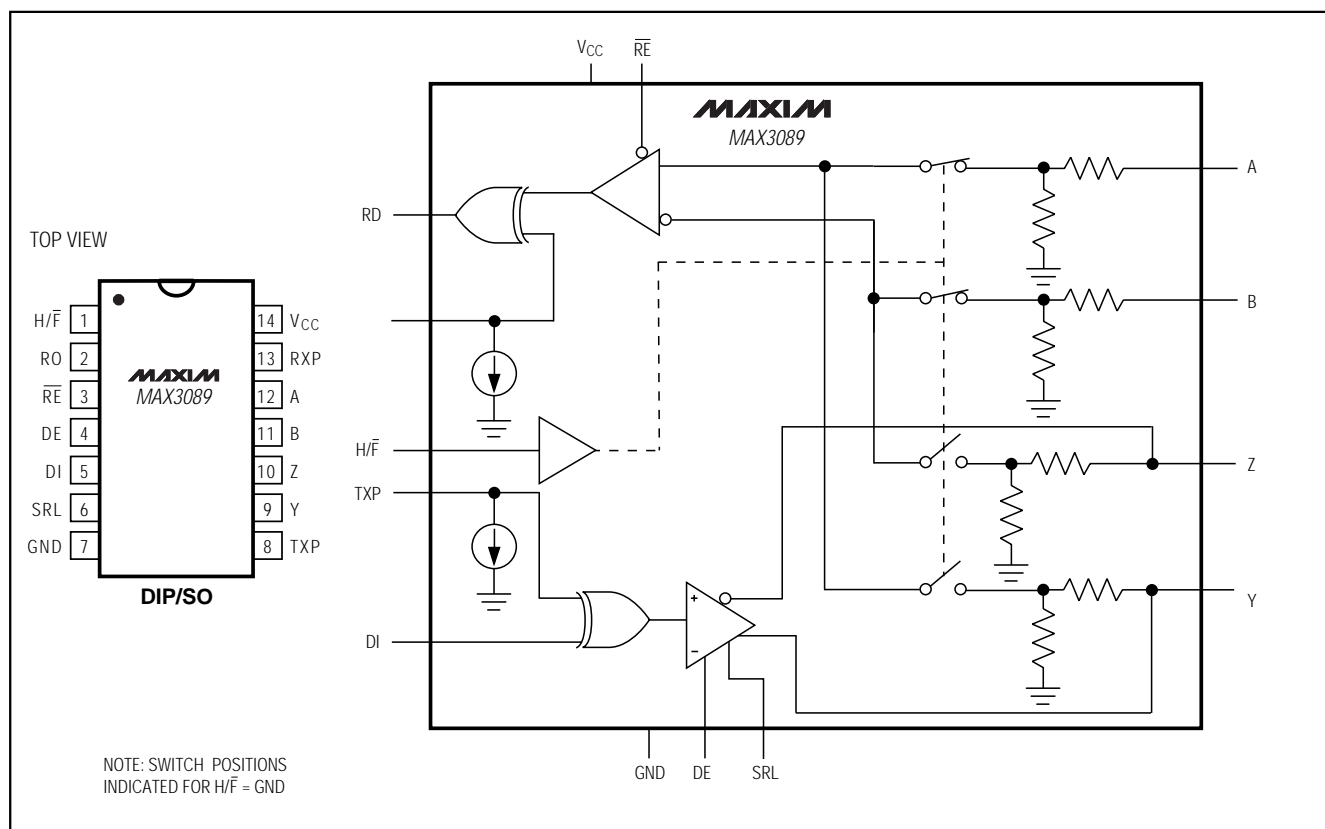 TOP VIEW
H/F̅ 1
RO 2
R̅E̅ 3
DE 4
DI 5
SRL 6
GND 7
MAXIM
MAX3089
14 VCC
13 RXP
12 A
11 B
10 Z
9 Y
8 TXP
DIP/SO
NOTE: SWITCH POSITIONS
INDICATED FOR H/F̅ = GND
VCC
R̅E̅
MAXIM
MAX3089
RD
H/F̅
TXP
DI
+
−
A
B
Z
Y
GND
DE
SRL